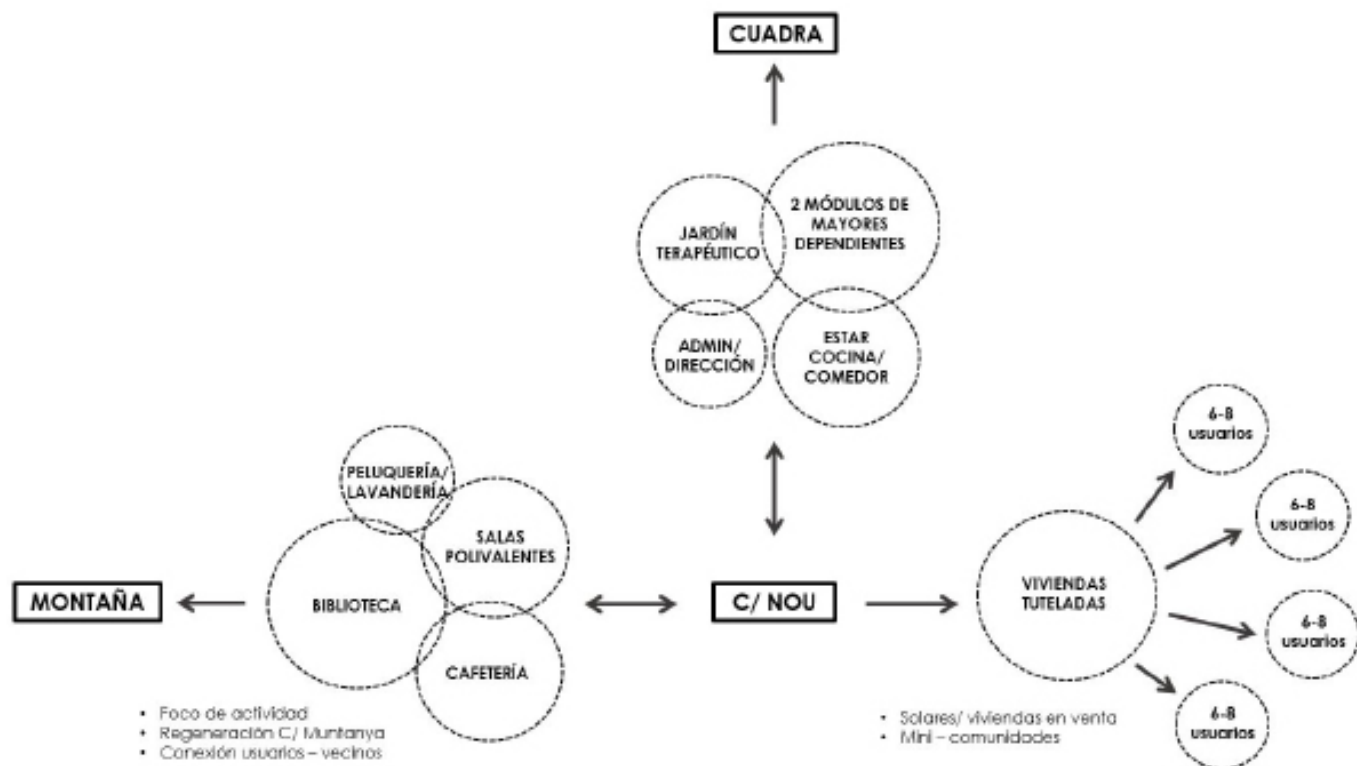 CUADRA
JARDÍN
TERAPÉUTICO
2 MÓDULOS DE
MAYORES
DEPENDIENTES
ADMIN/
DIRECCIÓN
ESTAR
COCINA/
COMEDOR
PELUQUERÍA/
LAVANDERÍA
SALAS
POLIVALENTES
BIBLIOTECA
CAFETERÍA
MONTAÑA
C/ NOU
VIVIENDAS
TUTELADAS
6-8
usuarios
6-8
usuarios
6-8
usuarios
6-8
usuarios
• Foco de actividad
• Regeneración C/ Muntanya
• Conexión usuarios – vecinos
• Solares/ viviendas en venta
• Mini – comunidades